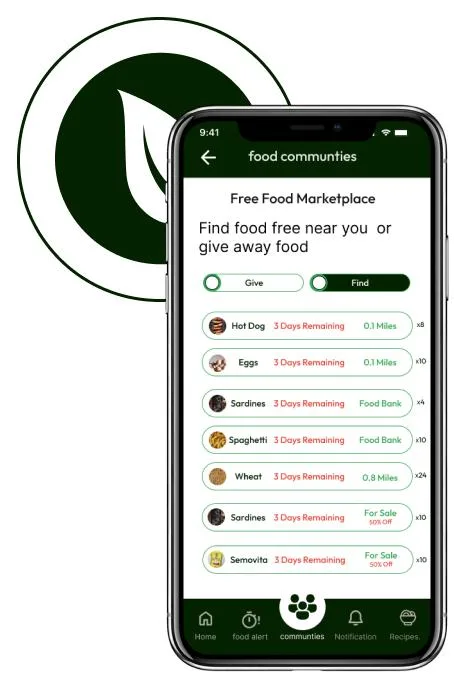 9:41
food communties
Free Food Marketplace
Find food free near you or
give away food
Give Find
Hot Dog 3 Days Remaining 0.1 Miles x8
Eggs 3 Days Remaining 0.1 Miles x10
Sardines 3 Days Remaining Food Bank x4
Spaghetti 3 Days Remaining Food Bank x10
Wheat 3 Days Remaining 0.8 Miles x24
Sardines 3 Days Remaining For Sale x10
50% Off
Semovita 3 Days Remaining For Sale x10
50% Off
Home food alert communties Notification Recipes.